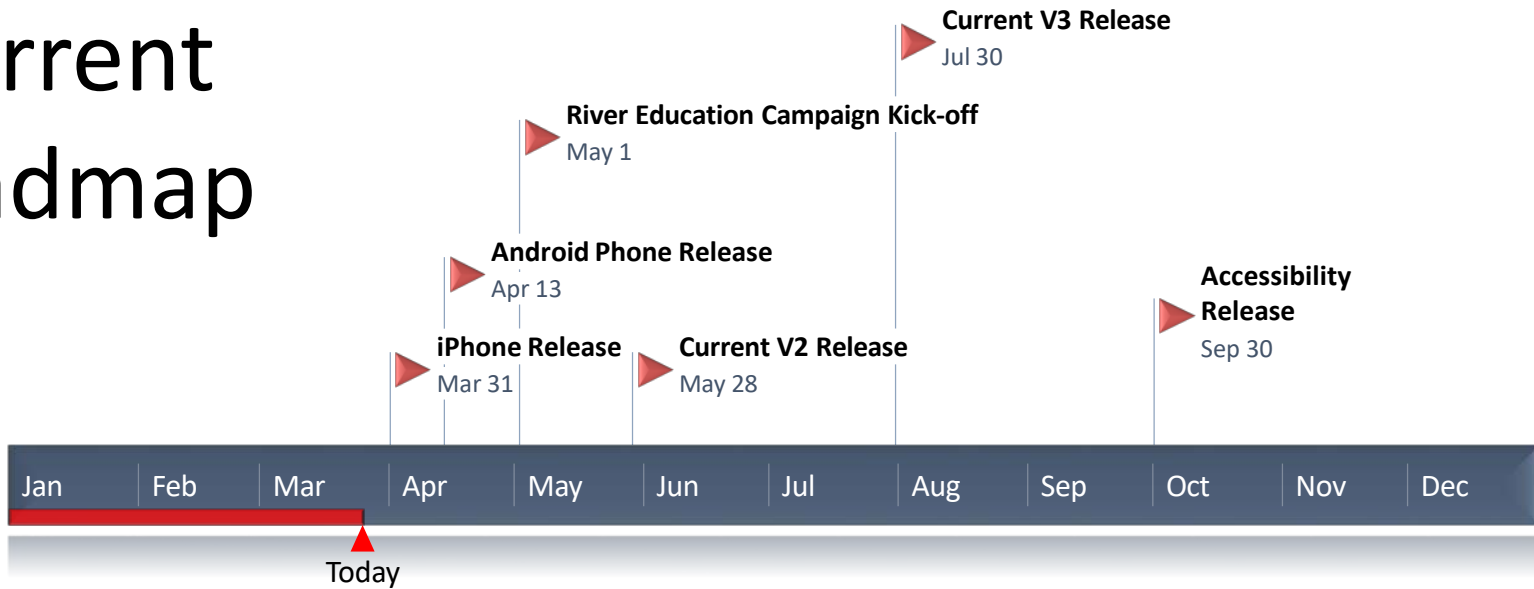 rrent
admap
Current V3 Release
Jul 30
River Education Campaign Kick-off
May 1
Android Phone Release
Apr 13
Accessibility
Release
Sep 30
iPhone Release
Mar 31
Current V2 Release
May 28
Jan Feb Mar Apr May Jun Jul Aug Sep Oct Nov Dec
Today